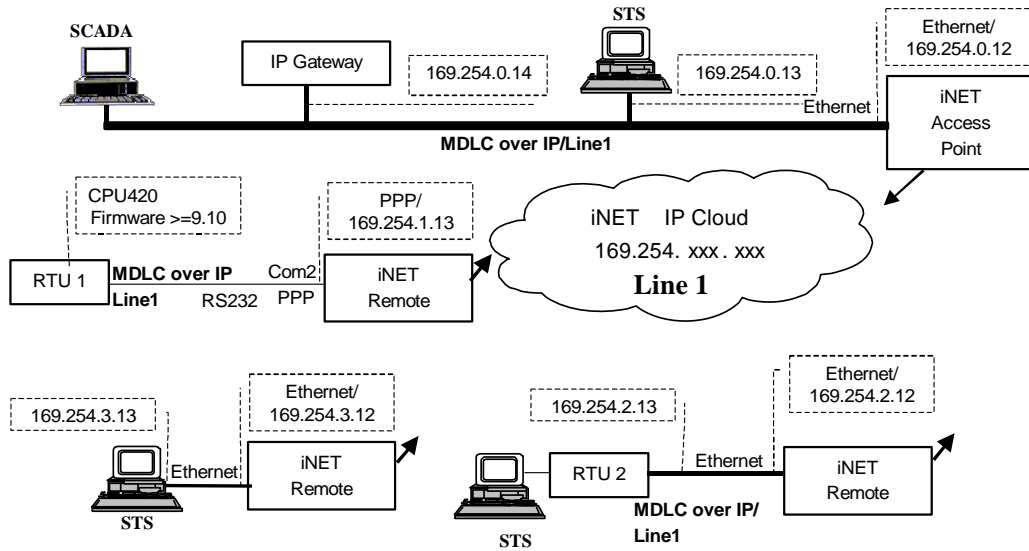 SCADA
STS
Ethernet/
169.254.0.12
IP Gateway
169.254.0.14
169.254.0.13
Ethernet
iNET
Access
Point
MDLC over IP/Line1
CPU420
Firmware >=9.10
PPP/
169.254.1.13
iNET IP Cloud
169.254. xxx . xxx
Line 1
RTU 1
MDLC over IP
Line1
RS232
Com2
PPP
iNET
Remote
169.254.3.13
Ethernet/
169.254.3.12
Ethernet
iNET
Remote
STS
169.254.2.13
Ethernet/
169.254.2.12
RTU 2
Ethernet
iNET
Remote
MDLC over IP/
Line1
STS